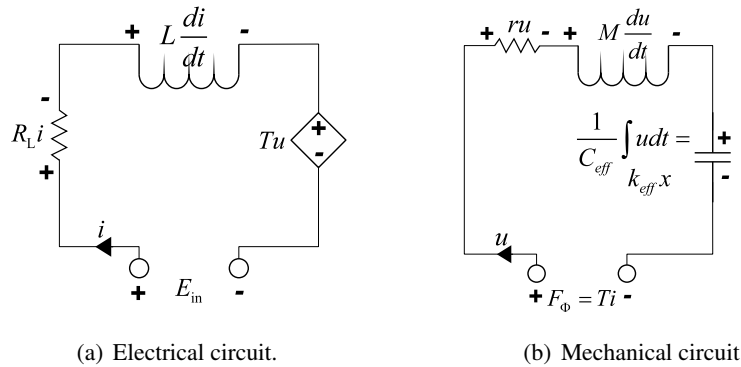 + L di/dt -
-
R_L i
+
Tu
+
-
i
+ E_in -
(a) Electrical circuit.
+ ru - + M du/dt -
1/C_eff ∫ udt =
k_eff x
+
-
u
+ F_Φ = Ti -
(b) Mechanical circuit